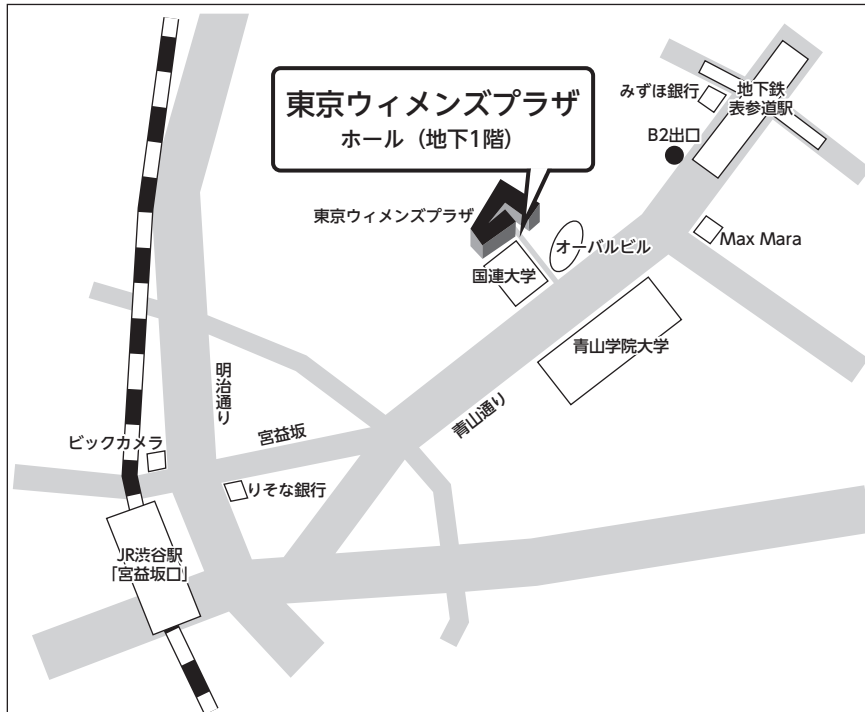 東京ウィメンズプラザ
ホール（地下1階）
みずほ銀行
地下鉄
表参道駅
B2出口
東京ウィメンズプラザ
オーバルビル
Max Mara
国連大学
青山学院大学
明治通り
青山通り
宮益坂
ビックカメラ
りそな銀行
JR渋谷駅
「宮益坂口」